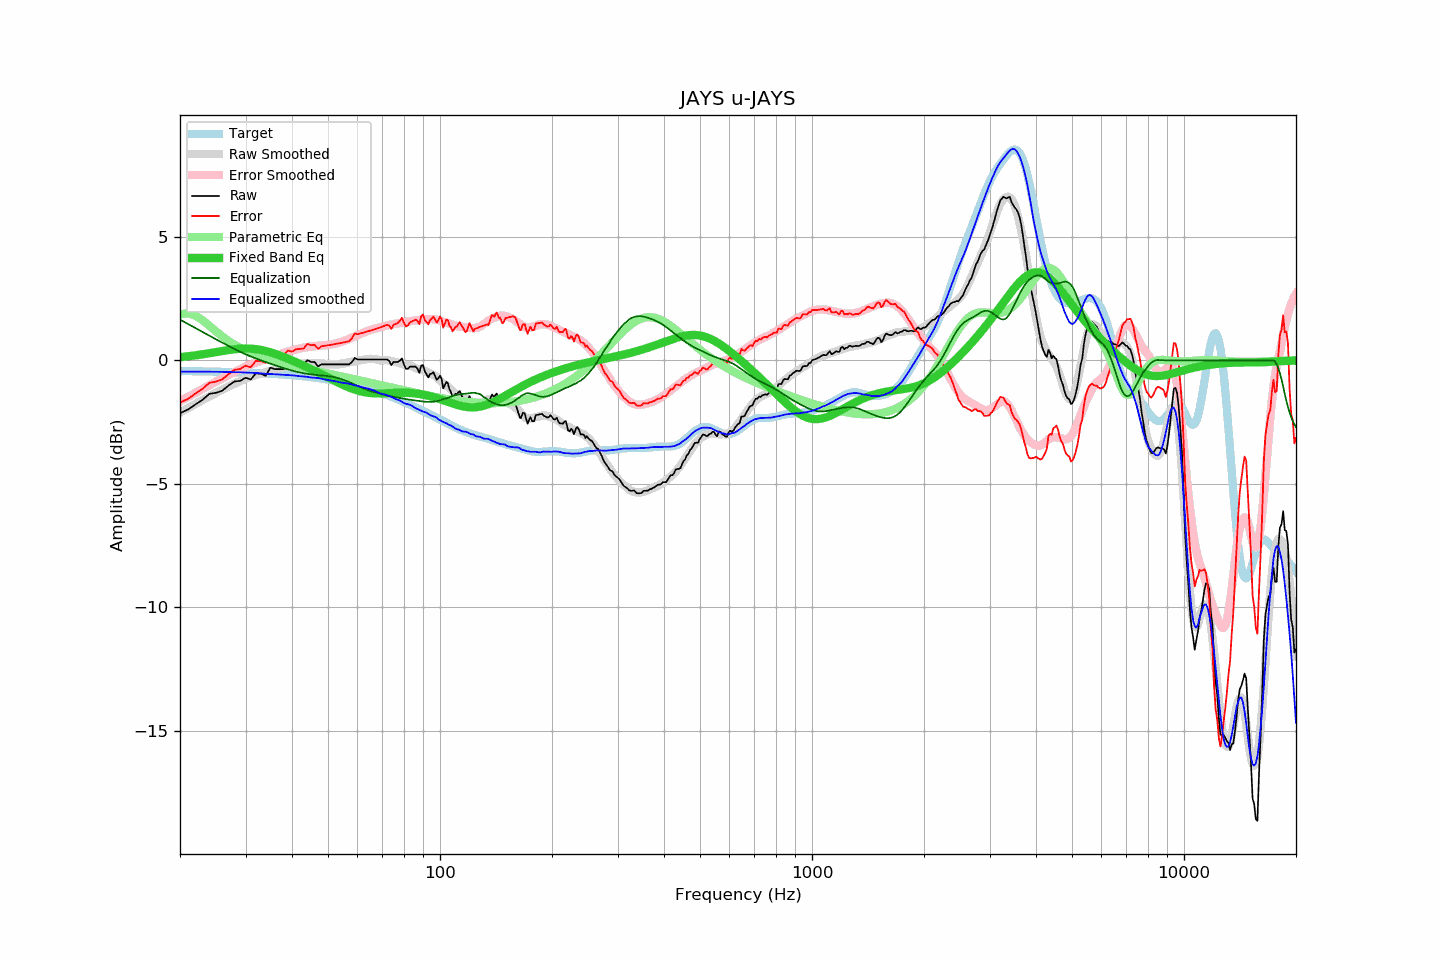 JAYS u-JAYS
Target
Raw Smoothed
Error Smoothed
Raw
Error
Parametric Eq
Fixed Band Eq
Equalization
Equalized smoothed
5
0
−5
−10
−15
Amplitude (dBr)
100
1000
10000
Frequency (Hz)